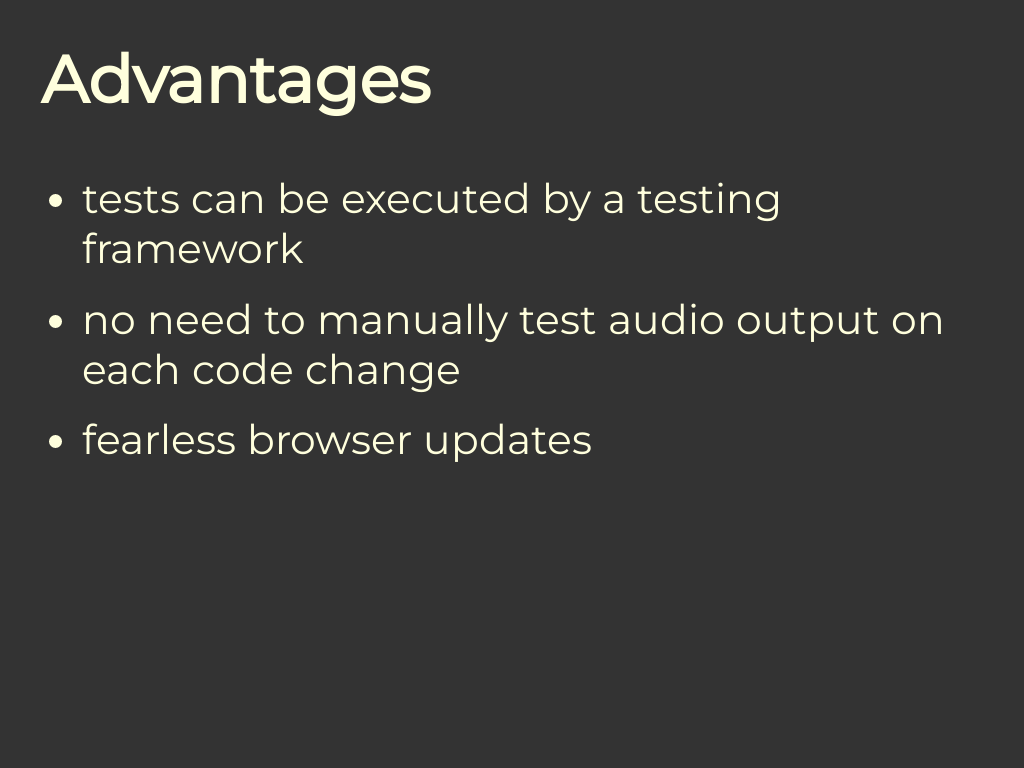 Advantages
• tests can be executed by a testing
framework
• no need to manually test audio output on
each code change
• fearless browser updates